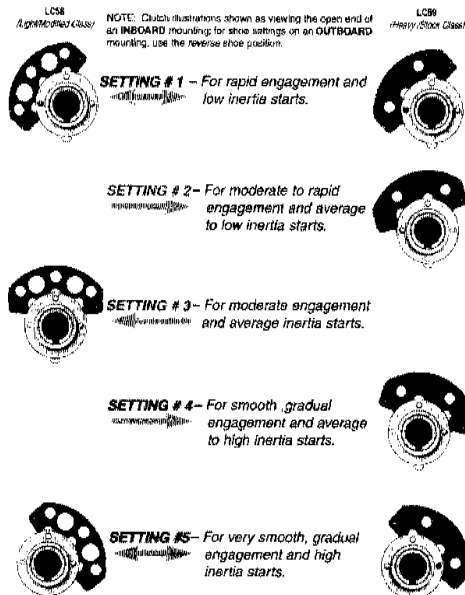 LC58
(Light/Modified Class)
NOTE: Clutch illustrations shown as viewing the open end of
an INBOARD mounting; for shoe settings on an OUTBOARD
mounting, use the reverse shoe position.
LC59
(Heavy/Stock Class)
SETTING # 1 – For rapid engagement and
low inertia starts.
SETTING # 2– For moderate to rapid
engagement and average
to low inertia starts.
SETTING # 3– For moderate engagement
and average inertia starts.
SETTING # 4– For smooth ,gradual
engagement and average
to high inertia starts.
SETTING #5– For very smooth, gradual
engagement and high
inertia starts.